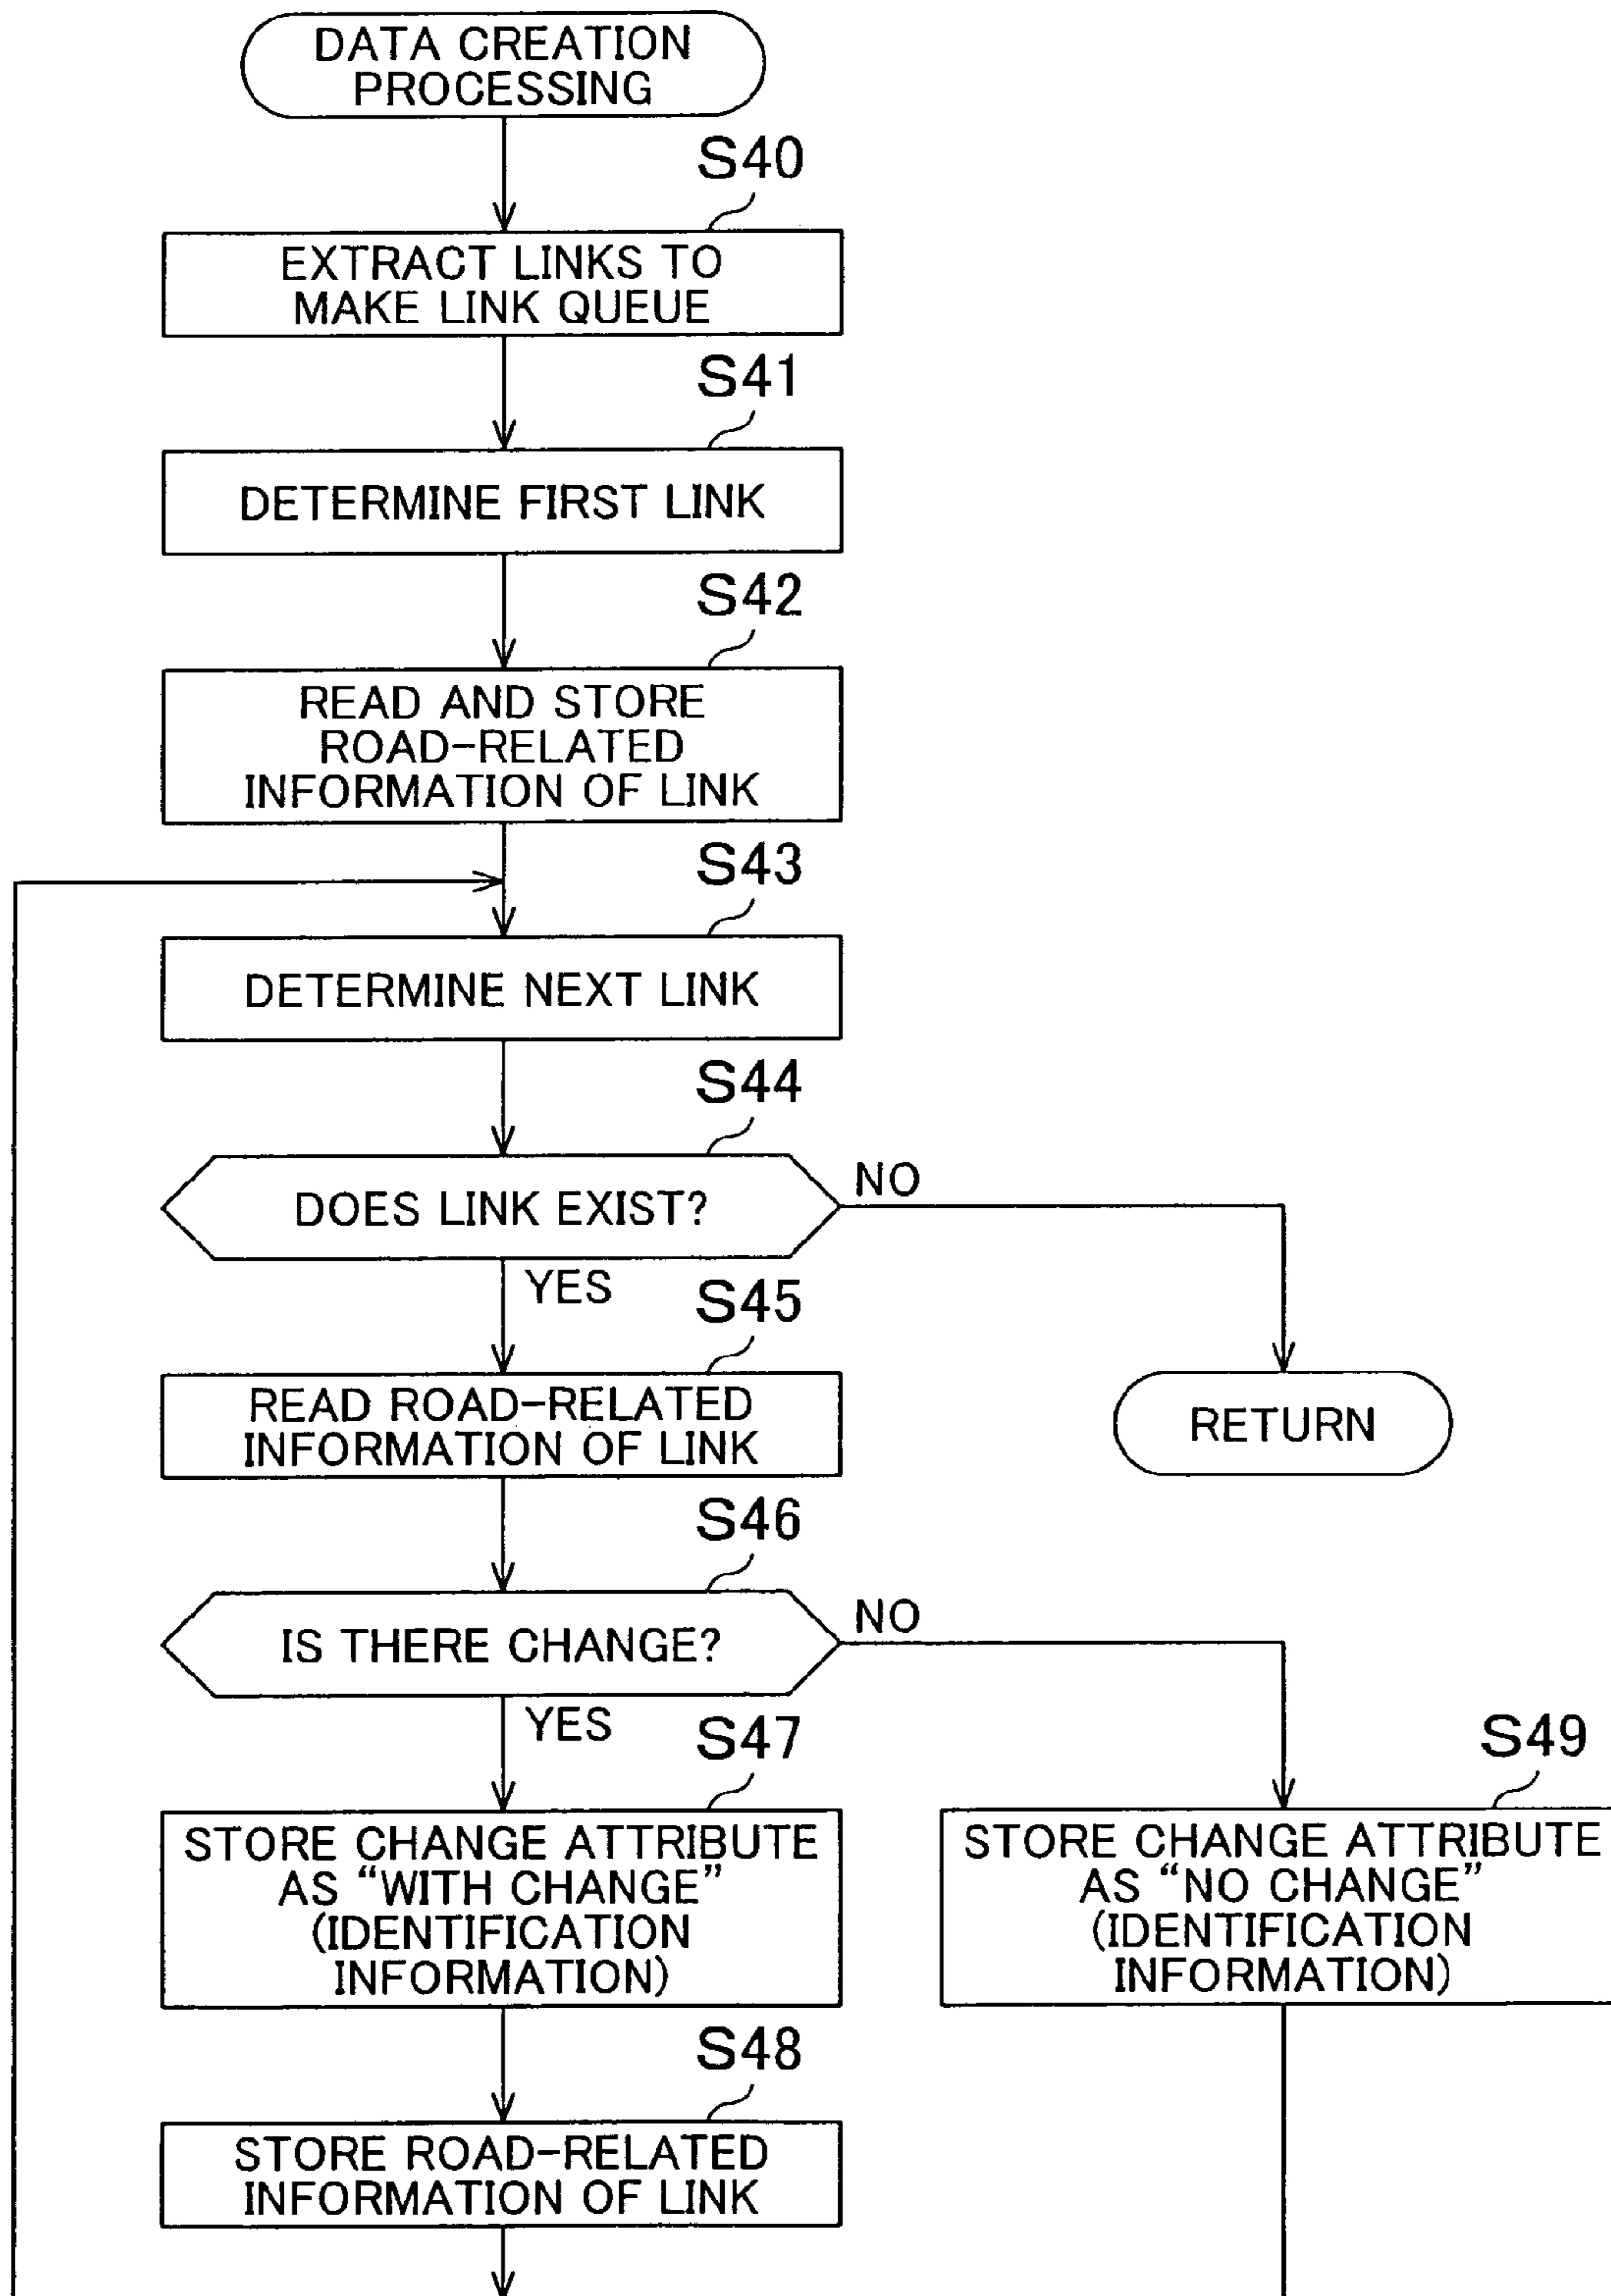 DATA CREATION
PROCESSING
S40
EXTRACT LINKS TO
MAKE LINK QUEUE
S41
DETERMINE FIRST LINK
S42
READ AND STORE
ROAD-RELATED
INFORMATION OF LINK
S43
DETERMINE NEXT LINK
S44
DOES LINK EXIST?
NO
YES
S45
READ ROAD-RELATED
INFORMATION OF LINK
RETURN
S46
IS THERE CHANGE?
NO
YES
S47
STORE CHANGE ATTRIBUTE
AS “WITH CHANGE”
(IDENTIFICATION
INFORMATION)
S49
STORE CHANGE ATTRIBUTE
AS “NO CHANGE”
(IDENTIFICATION
INFORMATION)
S48
STORE ROAD-RELATED
INFORMATION OF LINK